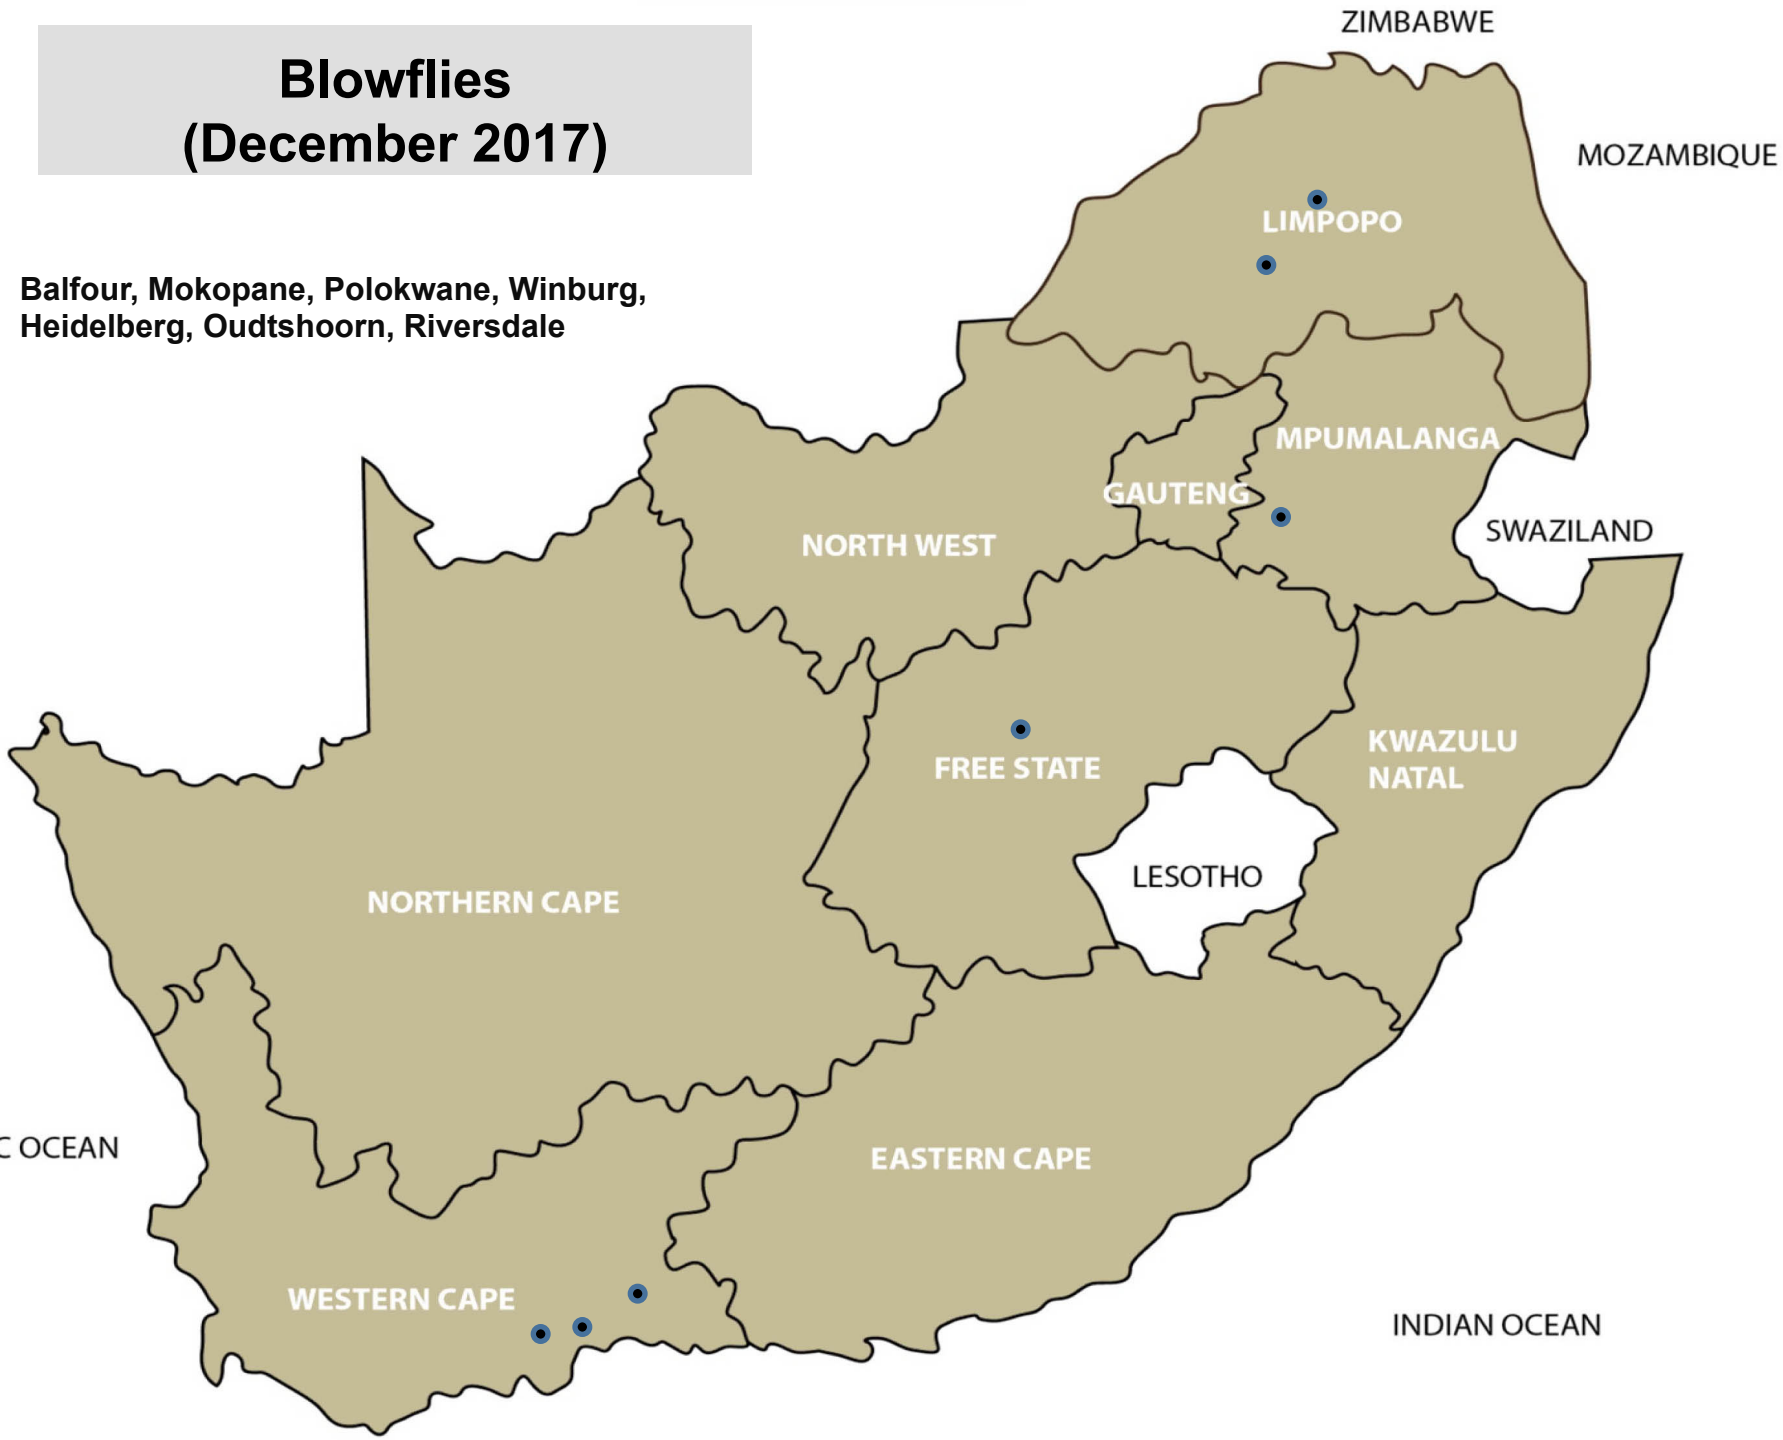 Blowflies
(December 2017)
Balfour, Mokopane, Polokwane, Winburg,
Heidelberg, Oudtshoorn, Riversdale
ZIMBABWE
MOZAMBIQUE
LIMPOPO
MPUMALANGA
GAUTENG
SWAZILAND
NORTH WEST
KWAZULU
NATAL
FREE STATE
LESOTHO
NORTHERN CAPE
C OCEAN
EASTERN CAPE
WESTERN CAPE
INDIAN OCEAN